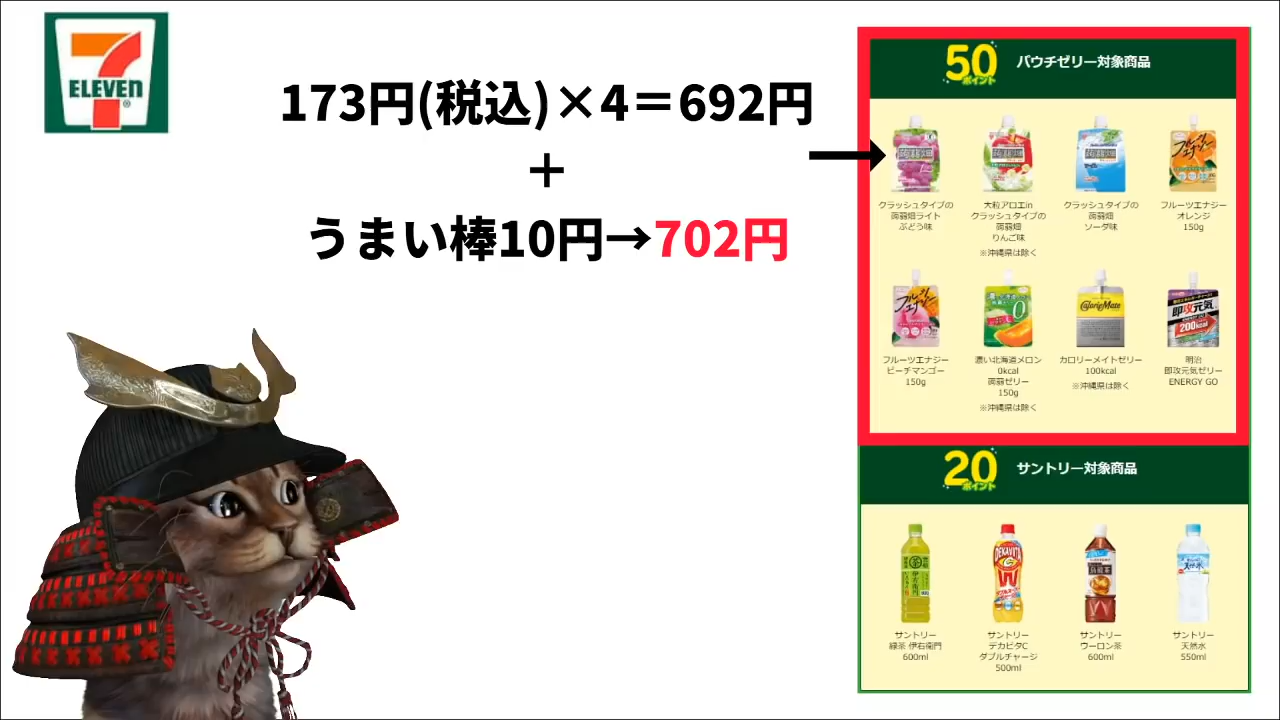 7
ELEVEN
®
173円(税込)×4＝692円
＋
うまい棒10円→702円
50
ポイント
パウチゼリー対象商品
クラッシュタイプの
蒟蒻畑ライト
ぶどう味
大粒アロエin
クラッシュタイプの
蒟蒻畑
りんご味
※沖縄県は除く
クラッシュタイプの
蒟蒻畑
ソーダ味
フルーツエナジー
オレンジ
150g
フルーツエナジー
ピーチマンゴー
150g
濃い北海道メロン
0kcal
蒟蒻ゼリー
150g
※沖縄県は除く
CalorieMate
カロリーメイトゼリー
100kcal
※沖縄県は除く
即攻元気
200kcal
明治
即攻元気ゼリー
ENERGY GO
20
ポイント
サントリー対象商品
サントリー
緑茶 伊右衛門
600ml
DEKAVITA
サントリー
デカビタC
ダブルチャージ
500ml
サントリー
ウーロン茶
600ml
天然水
サントリー
天然水
550ml